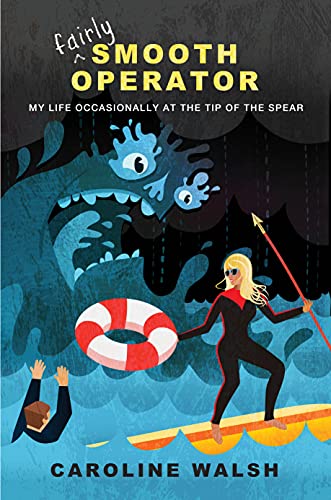 fairly
SMOOTH
OPERATOR
MY LIFE OCCASIONALLY AT THE TIP OF THE SPEAR
CAROLINE WALSH